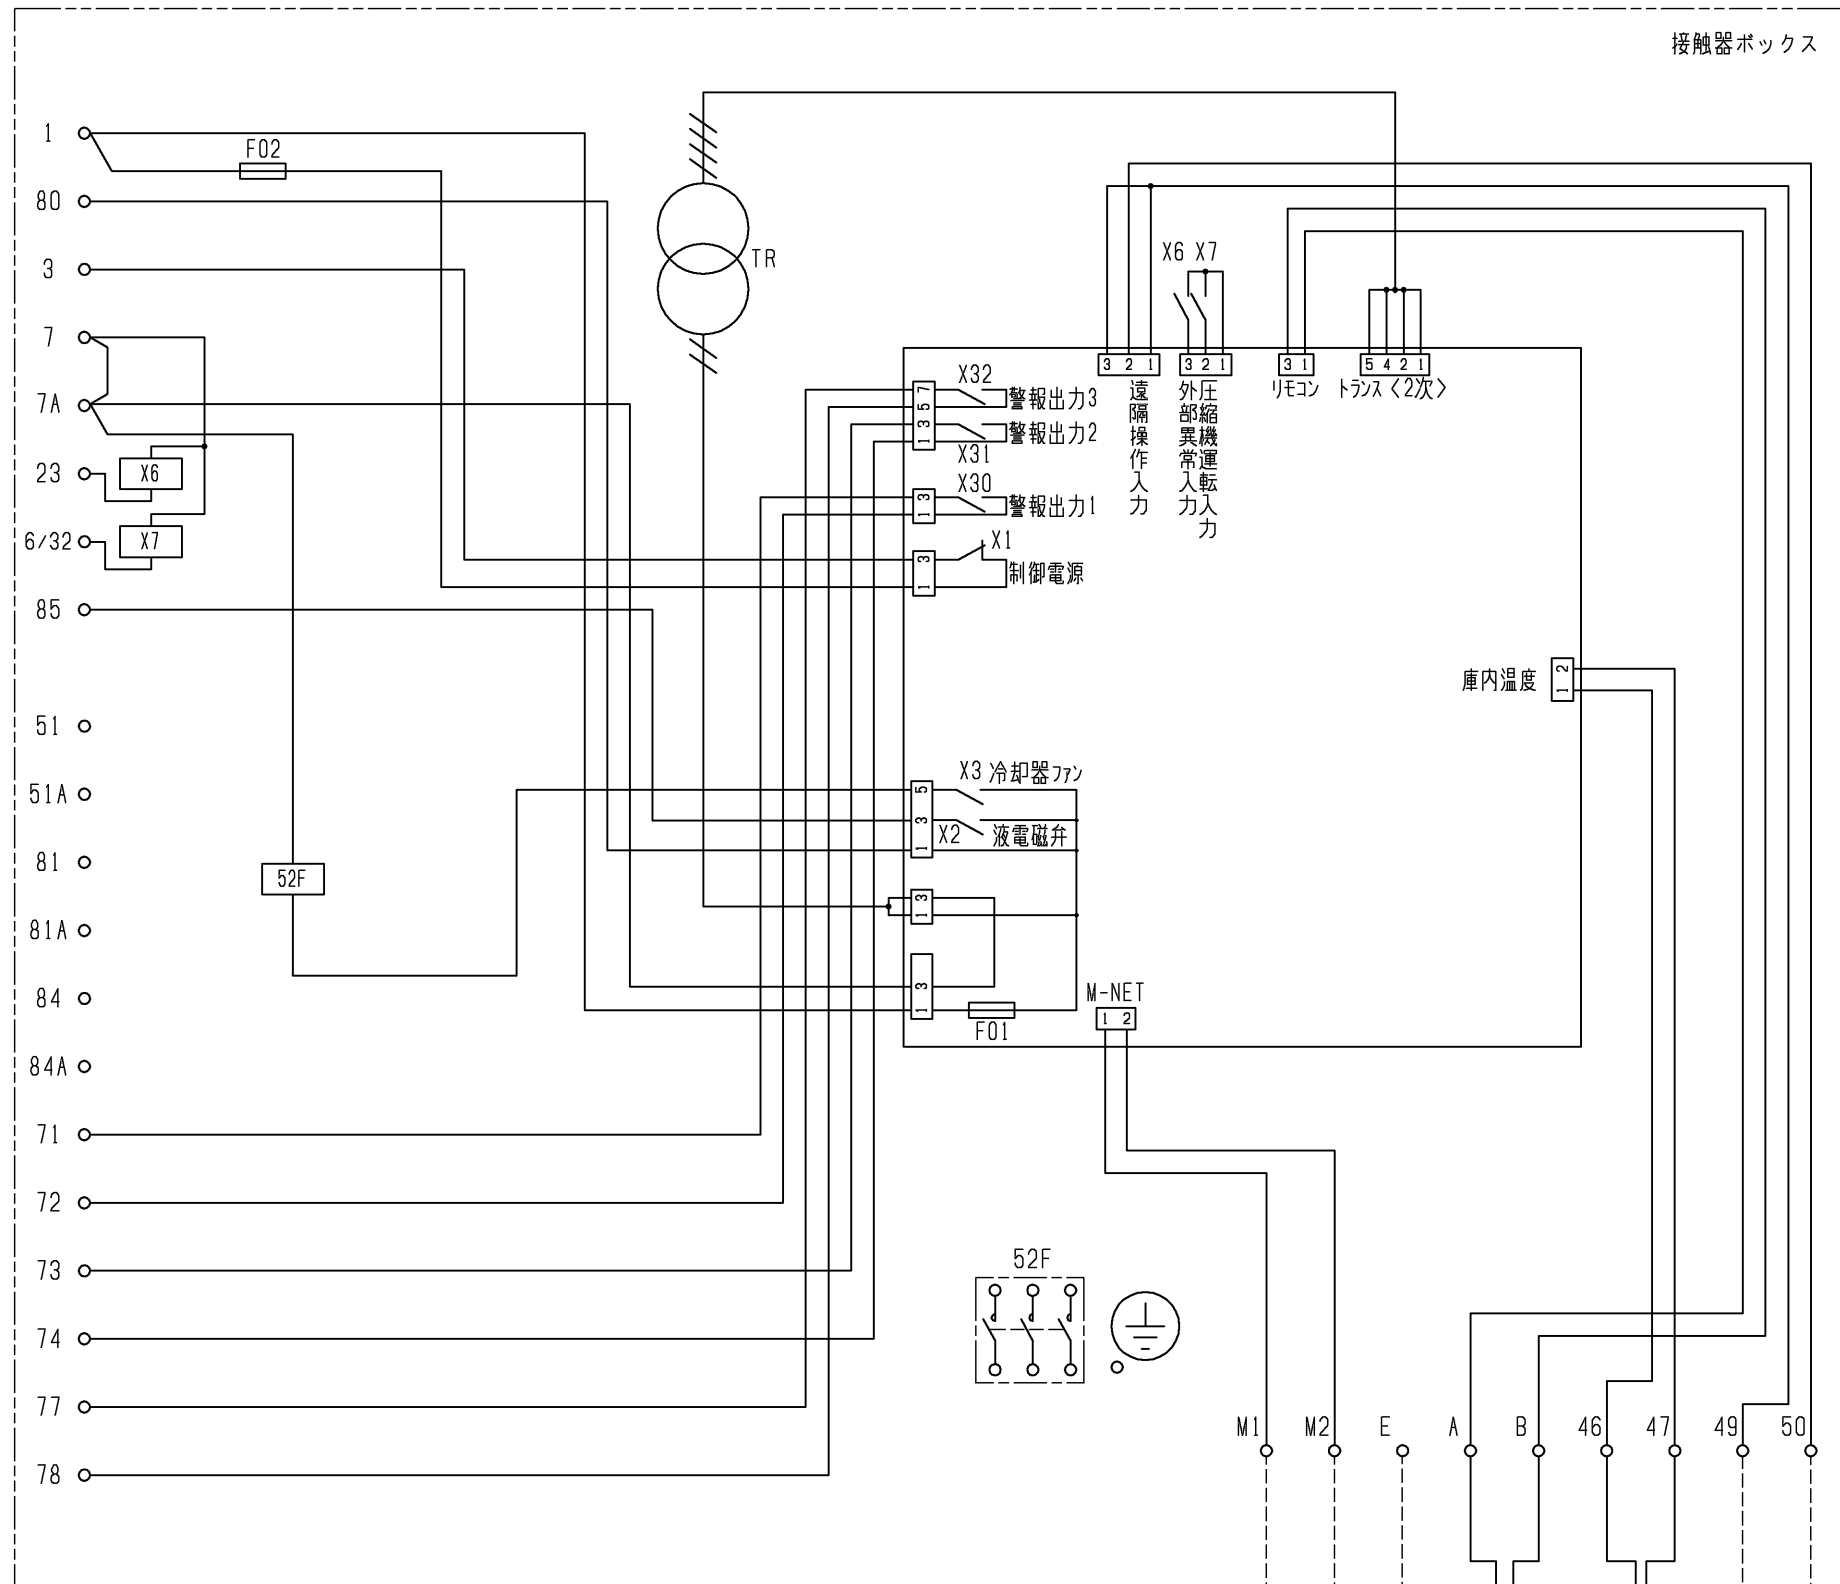 接触器ボックス
1
F02
80
3
7
7A
23
X6
6/32
X7
85
51
51A
81
52F
81A
84
84A
71
72
73
74
77
78
TR
X6 X7
3 2 1
3 2 1
3 1
5 4 2 1
遠隔操作入力
外部異常入力
圧縮機運転入力
リモコン
トランス〈2次〉
7
5
3
1
X32
警報出力3
警報出力2
X31
3
1
X30
警報出力1
3
1
X1
制御電源
庫内温度
2
1
5
3
1
X3 冷却器ファン
X2 液電磁弁
3
1
3
1
F01
M-NET
1 2
52F
M1 M2 E A B 46 47 49 50